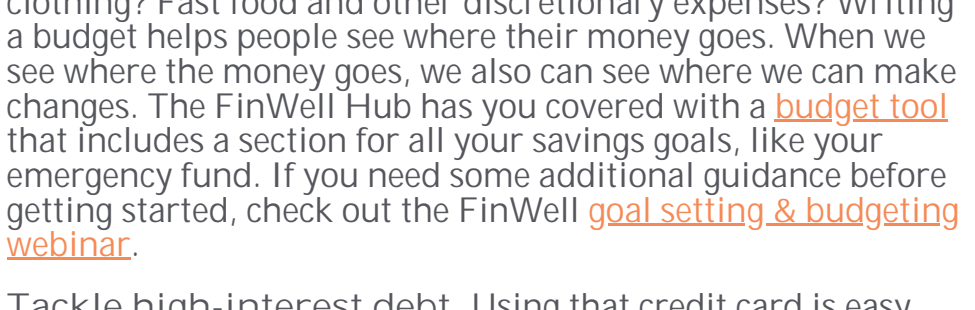 clothing? Fast food and other discretionary expenses? Writing
a budget helps people see where their money goes. When we
see where the money goes, we also can see where we can make
changes. The FinWell Hub has you covered with a budget tool
that includes a section for all your savings goals, like your
emergency fund. If you need some additional guidance before
getting started, check out the FinWell goal setting & budgeting
webinar.
Tackle high-interest debt. Using that credit card is easy